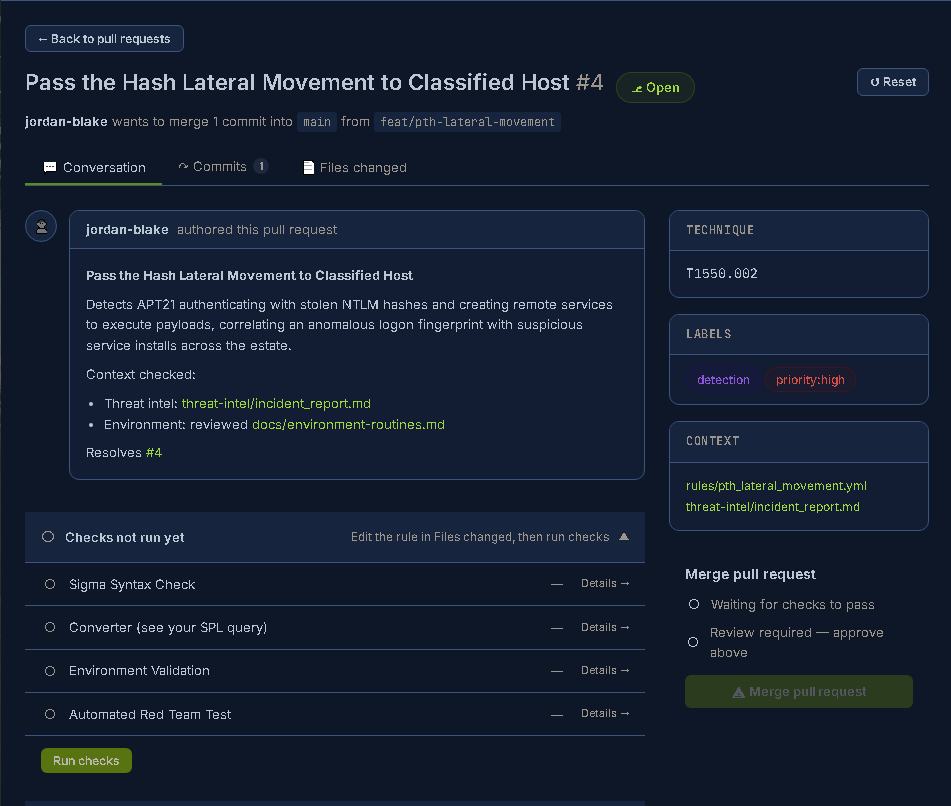 ← Back to pull requests
Pass the Hash Lateral Movement to Classified Host #4
Open
↺ Reset
jordan-blake wants to merge 1 commit into main from feat/pth-lateral-movement
Conversation
Commits 1
Files changed
jordan-blake authored this pull request
Pass the Hash Lateral Movement to Classified Host
Detects APT21 authenticating with stolen NTLM hashes and creating remote services
to execute payloads, correlating an anomalous logon fingerprint with suspicious
service installs across the estate.
Context checked:
• Threat intel: threat-intel/incident_report.md
• Environment: reviewed docs/environment-routines.md
Resolves #4
Checks not run yet
Edit the rule in Files changed, then run checks ▲
Sigma Syntax Check — Details →
Converter (see your SPL query) — Details →
Environment Validation — Details →
Automated Red Team Test — Details →
Run checks
TECHNIQUE
T1550.002
LABELS
detection
priority:high
CONTEXT
rules/pth_lateral_movement.yml
threat-intel/incident_report.md
Merge pull request
Waiting for checks to pass
Review required — approve
above
Merge pull request